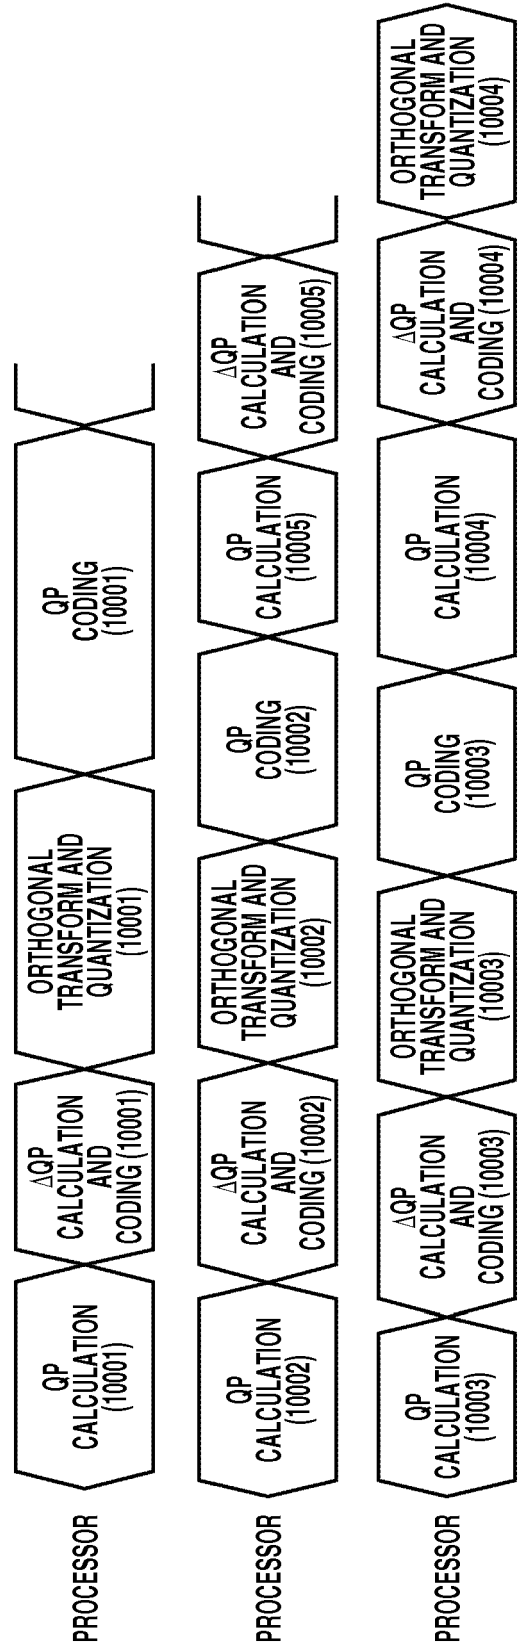 PROCESSOR
QP
CALCULATION
(10001)
ΔQP
CALCULATION
AND
CODING (10001)
ORTHOGONAL
TRANSFORM AND
QUANTIZATION
(10001)
QP
CODING
(10001)
PROCESSOR
QP
CALCULATION
(10002)
ΔQP
CALCULATION
AND
CODING (10002)
ORTHOGONAL
TRANSFORM AND
QUANTIZATION
(10002)
QP
CODING
(10002)
QP
CALCULATION
(10005)
ΔQP
CALCULATION
AND
CODING (10005)
PROCESSOR
QP
CALCULATION
(10003)
ΔQP
CALCULATION
AND
CODING (10003)
ORTHOGONAL
TRANSFORM AND
QUANTIZATION
(10003)
QP
CODING
(10003)
QP
CALCULATION
(10004)
ΔQP
CALCULATION
AND
CODING (10004)
ORTHOGONAL
TRANSFORM AND
QUANTIZATION
(10004)